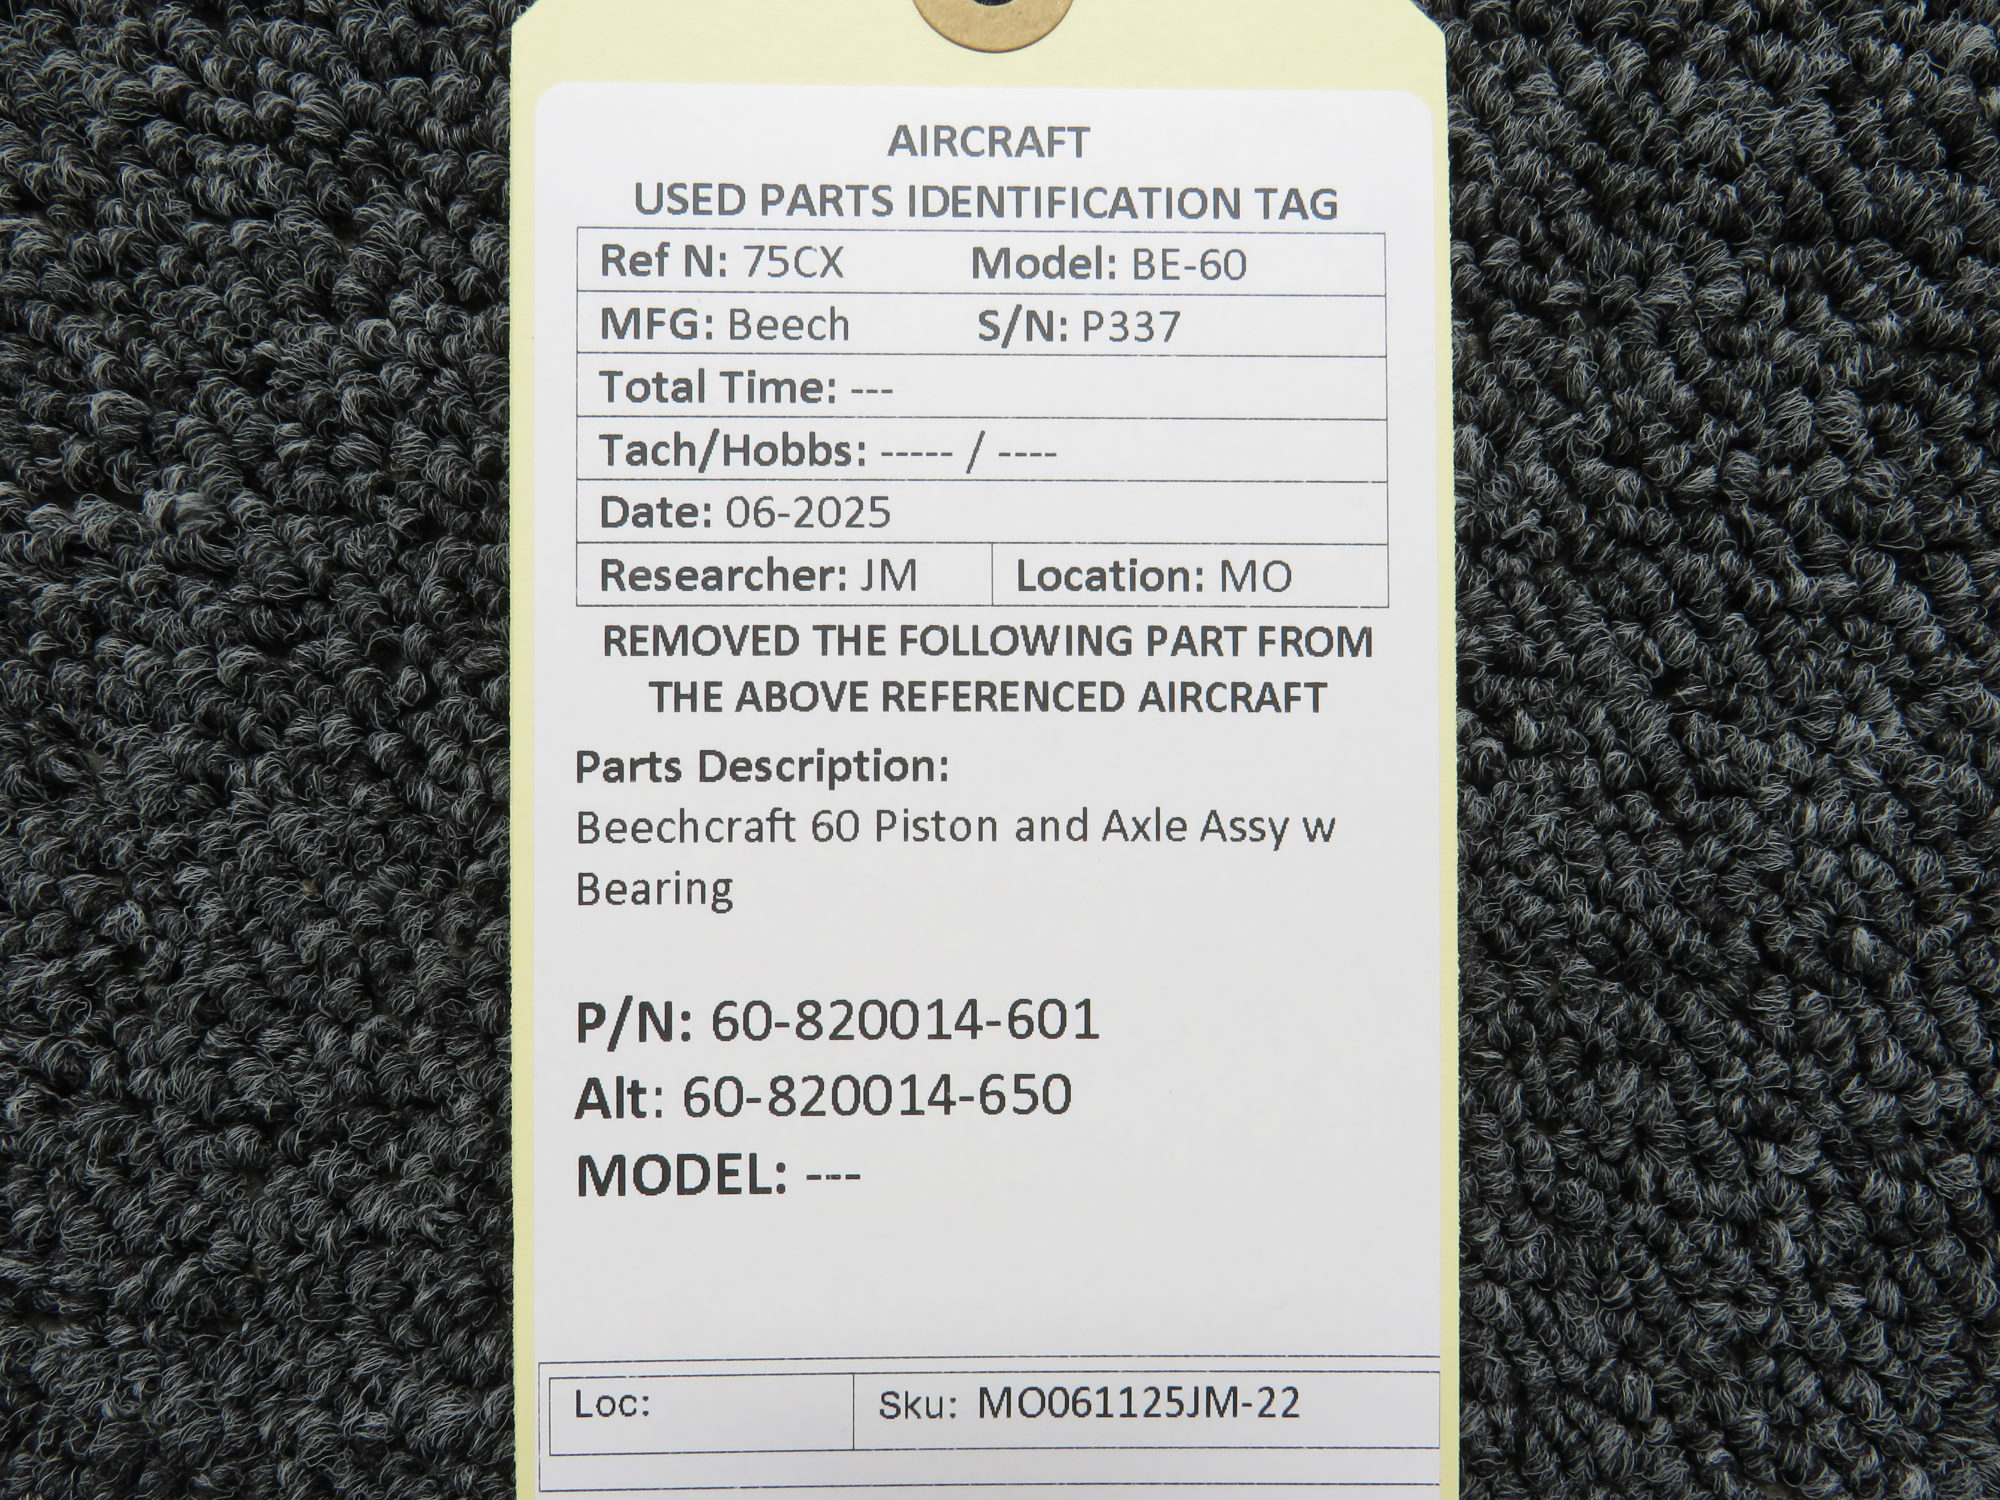 AIRCRAFT
USED PARTS IDENTIFICATION TAG
Ref N: 75CX Model: BE-60
MFG: Beech S/N: P337
Total Time: ---
Tach/Hobbs: ----- / ----
Date: 06-2025
Researcher: JM Location: MO
REMOVED THE FOLLOWING PART FROM
THE ABOVE REFERENCED AIRCRAFT
Parts Description:
Beechcraft 60 Piston and Axle Assy w
Bearing
P/N: 60-820014-601
Alt: 60-820014-650
MODEL: ---
Loc: Sku: MO061125JM-22